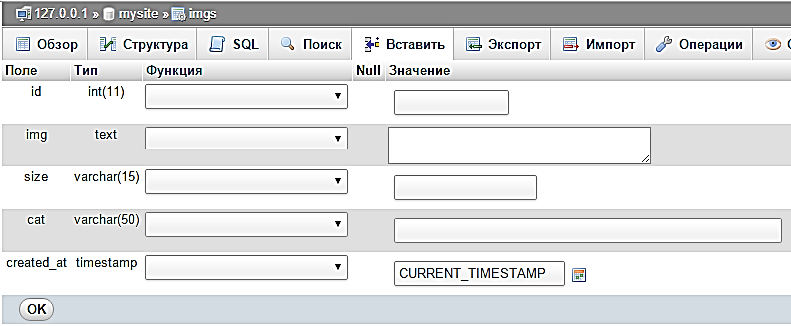 127.0.0.1 » mysite » imgs
Обзор Структура SQL Поиск Вставить Экспорт Импорт Операции
Поле Тип Функция Null Значение
id int(11)
img text
size varchar(15)
cat varchar(50)
created_at timestamp CURRENT_TIMESTAMP
OK